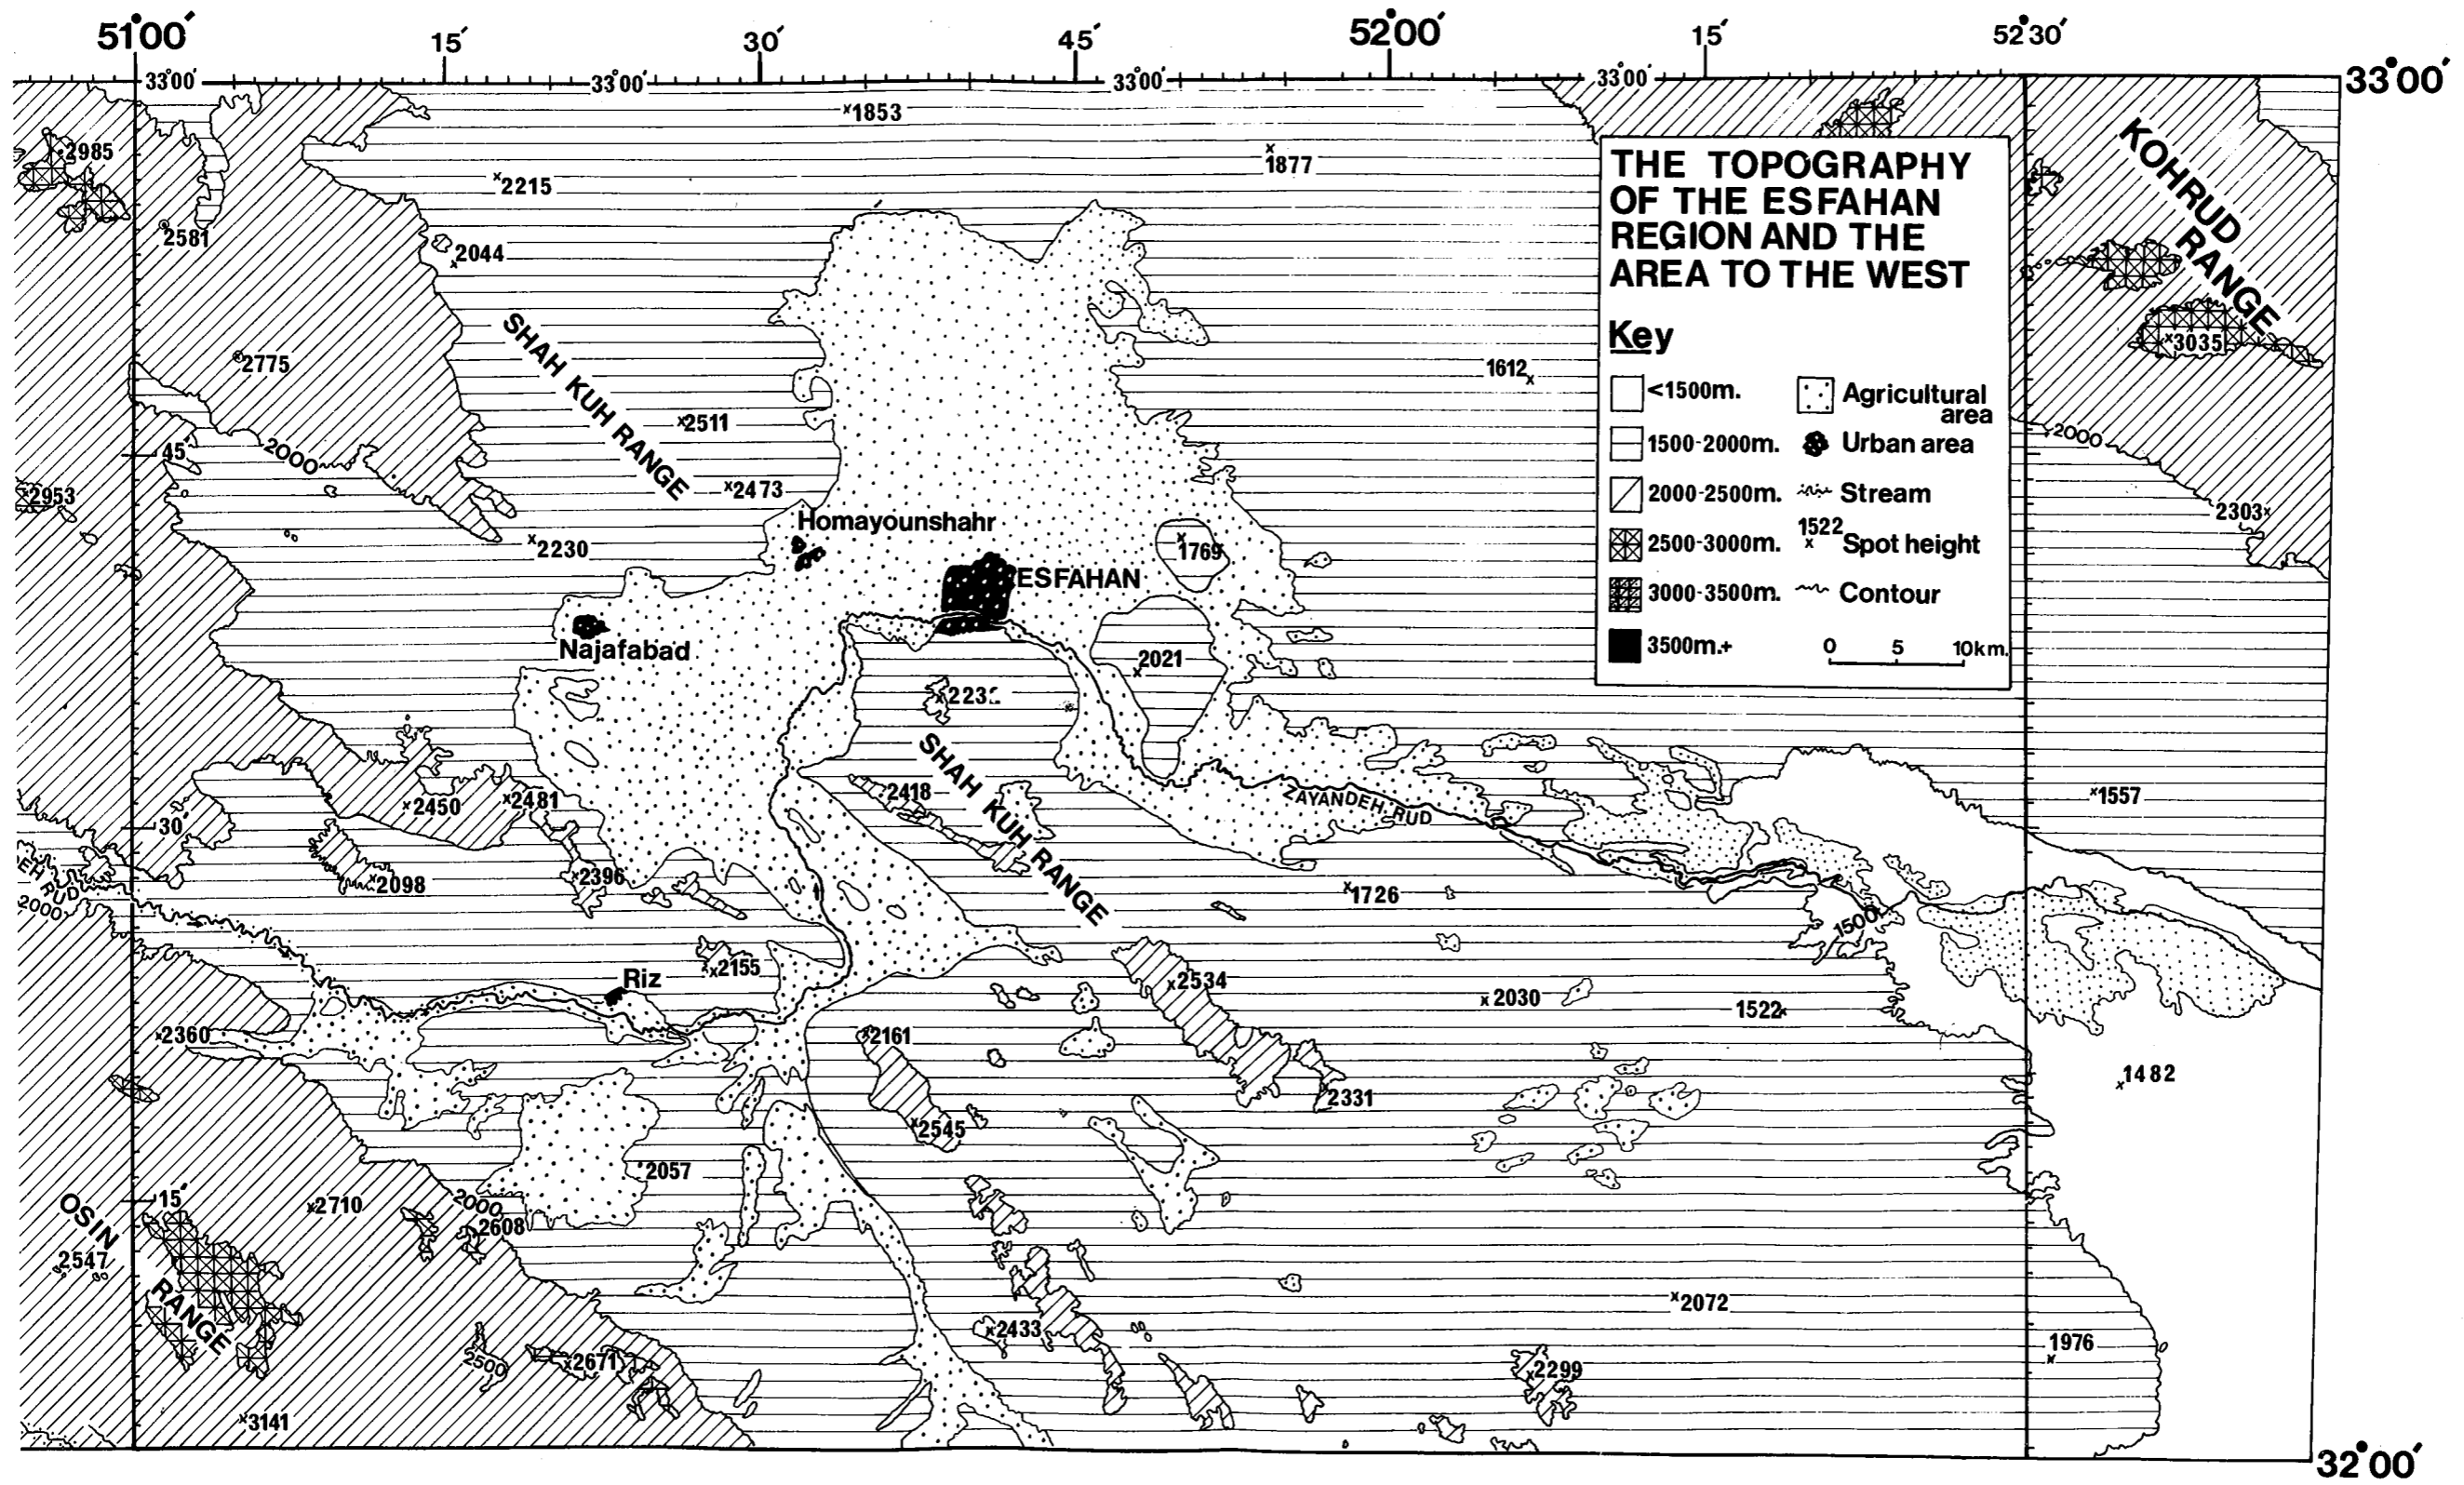 51°00′
15′
30′
45′
52°00′
15′
52°30′
33°00′
33°00′
33°00′
33°00′
33°00′
×1853
2985
1877
×2215
2581
2044
THE TOPOGRAPHY
OF THE ESFAHAN
REGION AND THE
AREA TO THE WEST
KOHRUD
RANGE
Key
<1500m.
Agricultural
area
1500-2000m.
Urban area
2000-2500m.
Stream
2500-3000m.
1522
×
Spot height
3000-3500m.
Contour
3500m.+
0 5 10km.
×3035
2775
SHAH KUH RANGE
1612×
×2511
45′
2000
2000
2953
×2473
2303×
Homayounshahr
×2230
1769
ESFAHAN
Najafabad
2021
SHAH KUH RANGE
×2418
ZAYANDEH RUD
×1557
×2450
×2481
30′
EH RUD
2000
×2098
×2396
×1726
1500
×2155
Riz
×2534
×2030
1522×
×2360
×2161
1482
2331
×2545
2057
15′
OSIN
RANGE
×2710
2000
2608
2547
×2072
×2433
1976
×2299
2500
×2671
×3141
32°00′